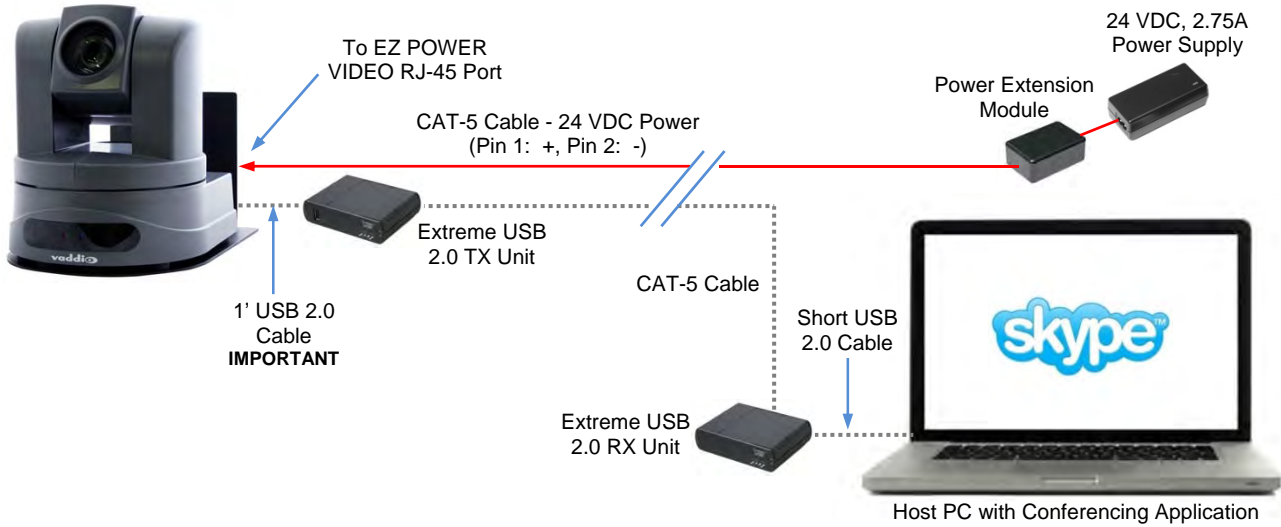 To EZ POWER
VIDEO RJ-45 Port
24 VDC, 2.75A
Power Supply
Power Extension
Module
CAT-5 Cable - 24 VDC Power
(Pin 1:  +, Pin 2:  -)
Extreme USB
2.0 TX Unit
vaddio
1’ USB 2.0
Cable
IMPORTANT
CAT-5 Cable
Short USB
2.0 Cable
skype™
Extreme USB
2.0 RX Unit
Host PC with Conferencing Application